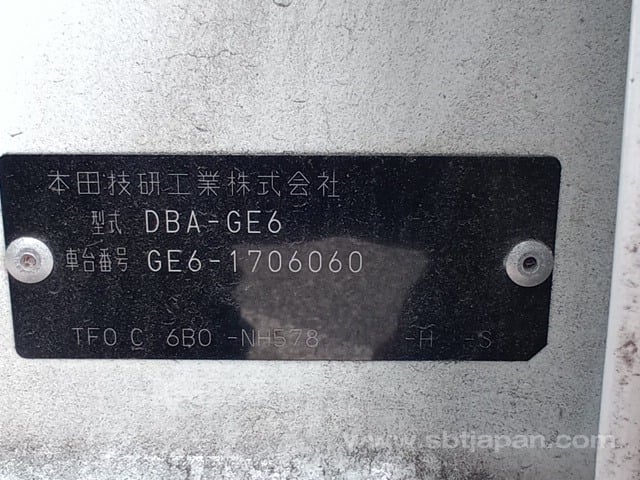 本田技研工業株式会社
型式 DBA-GE6
車台番号 GE6-1706060
TF0 C 6B0 -NH578 -A -S
www.sbtjapan.com